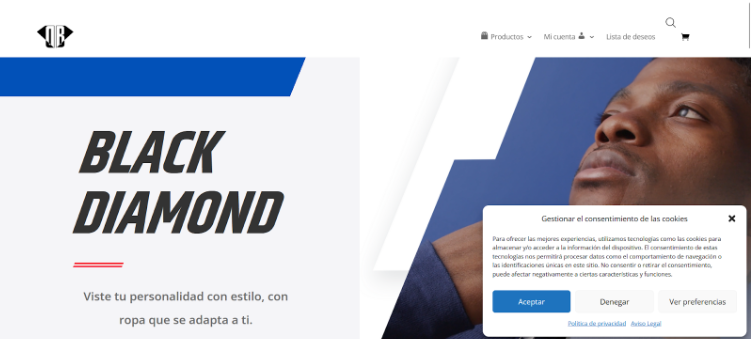 Productos
Mi cuenta
Lista de deseos
BLACK
DIAMOND
Viste tu personalidad con estilo, con
ropa que se adapta a ti.
Gestionar el consentimiento de las cookies
Para ofrecer las mejores experiencias, utilizamos tecnologías como las cookies para
almacenar y/o acceder a la información del dispositivo. El consentimiento de estas
tecnologías nos permitirá procesar datos como el comportamiento de navegación o
las identificaciones únicas en este sitio. No consentir o retirar el consentimiento,
puede afectar negativamente a ciertas características y funciones.
Aceptar
Denegar
Ver preferencias
Política de privacidad Aviso Legal